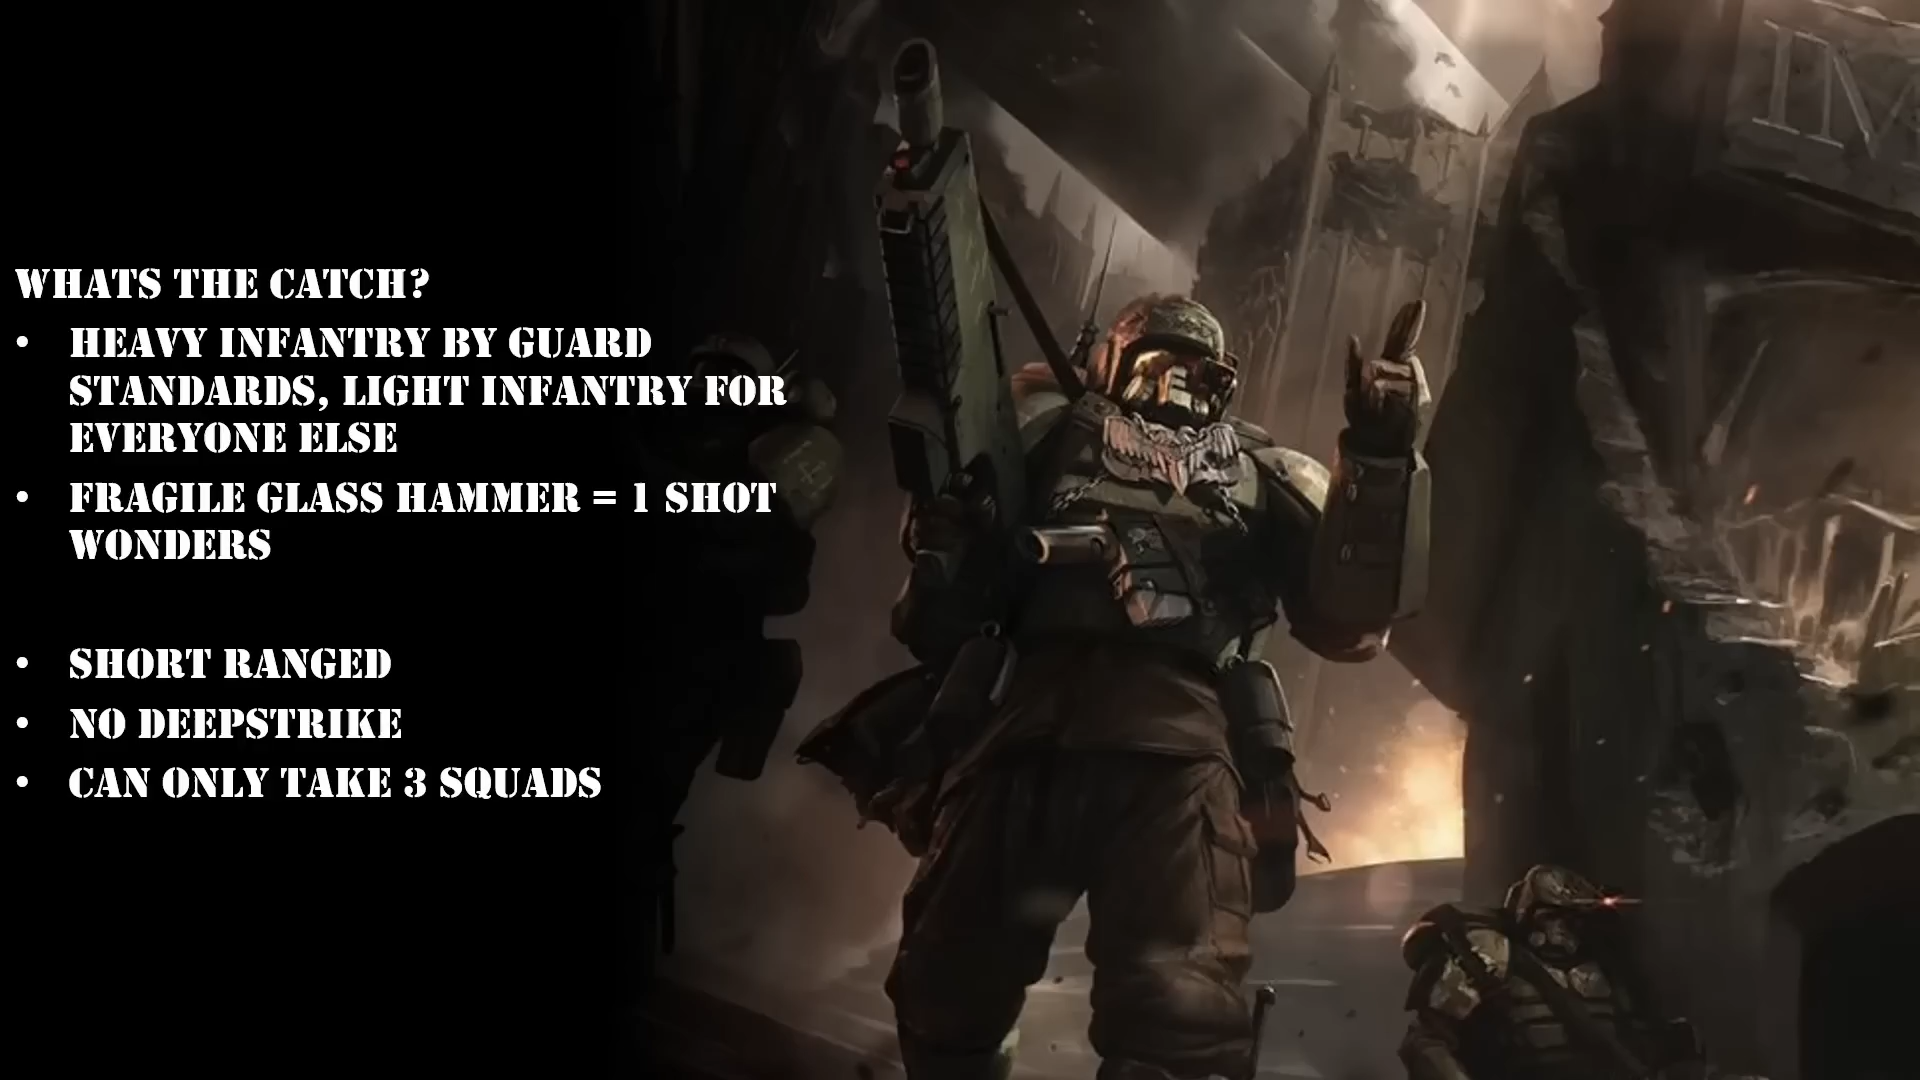 WHATS THE CATCH?
• HEAVY INFANTRY BY GUARD
STANDARDS, LIGHT INFANTRY FOR
EVERYONE ELSE
• FRAGILE GLASS HAMMER = 1 SHOT
WONDERS
• SHORT RANGED
• NO DEEPSTRIKE
• CAN ONLY TAKE 3 SQUADS